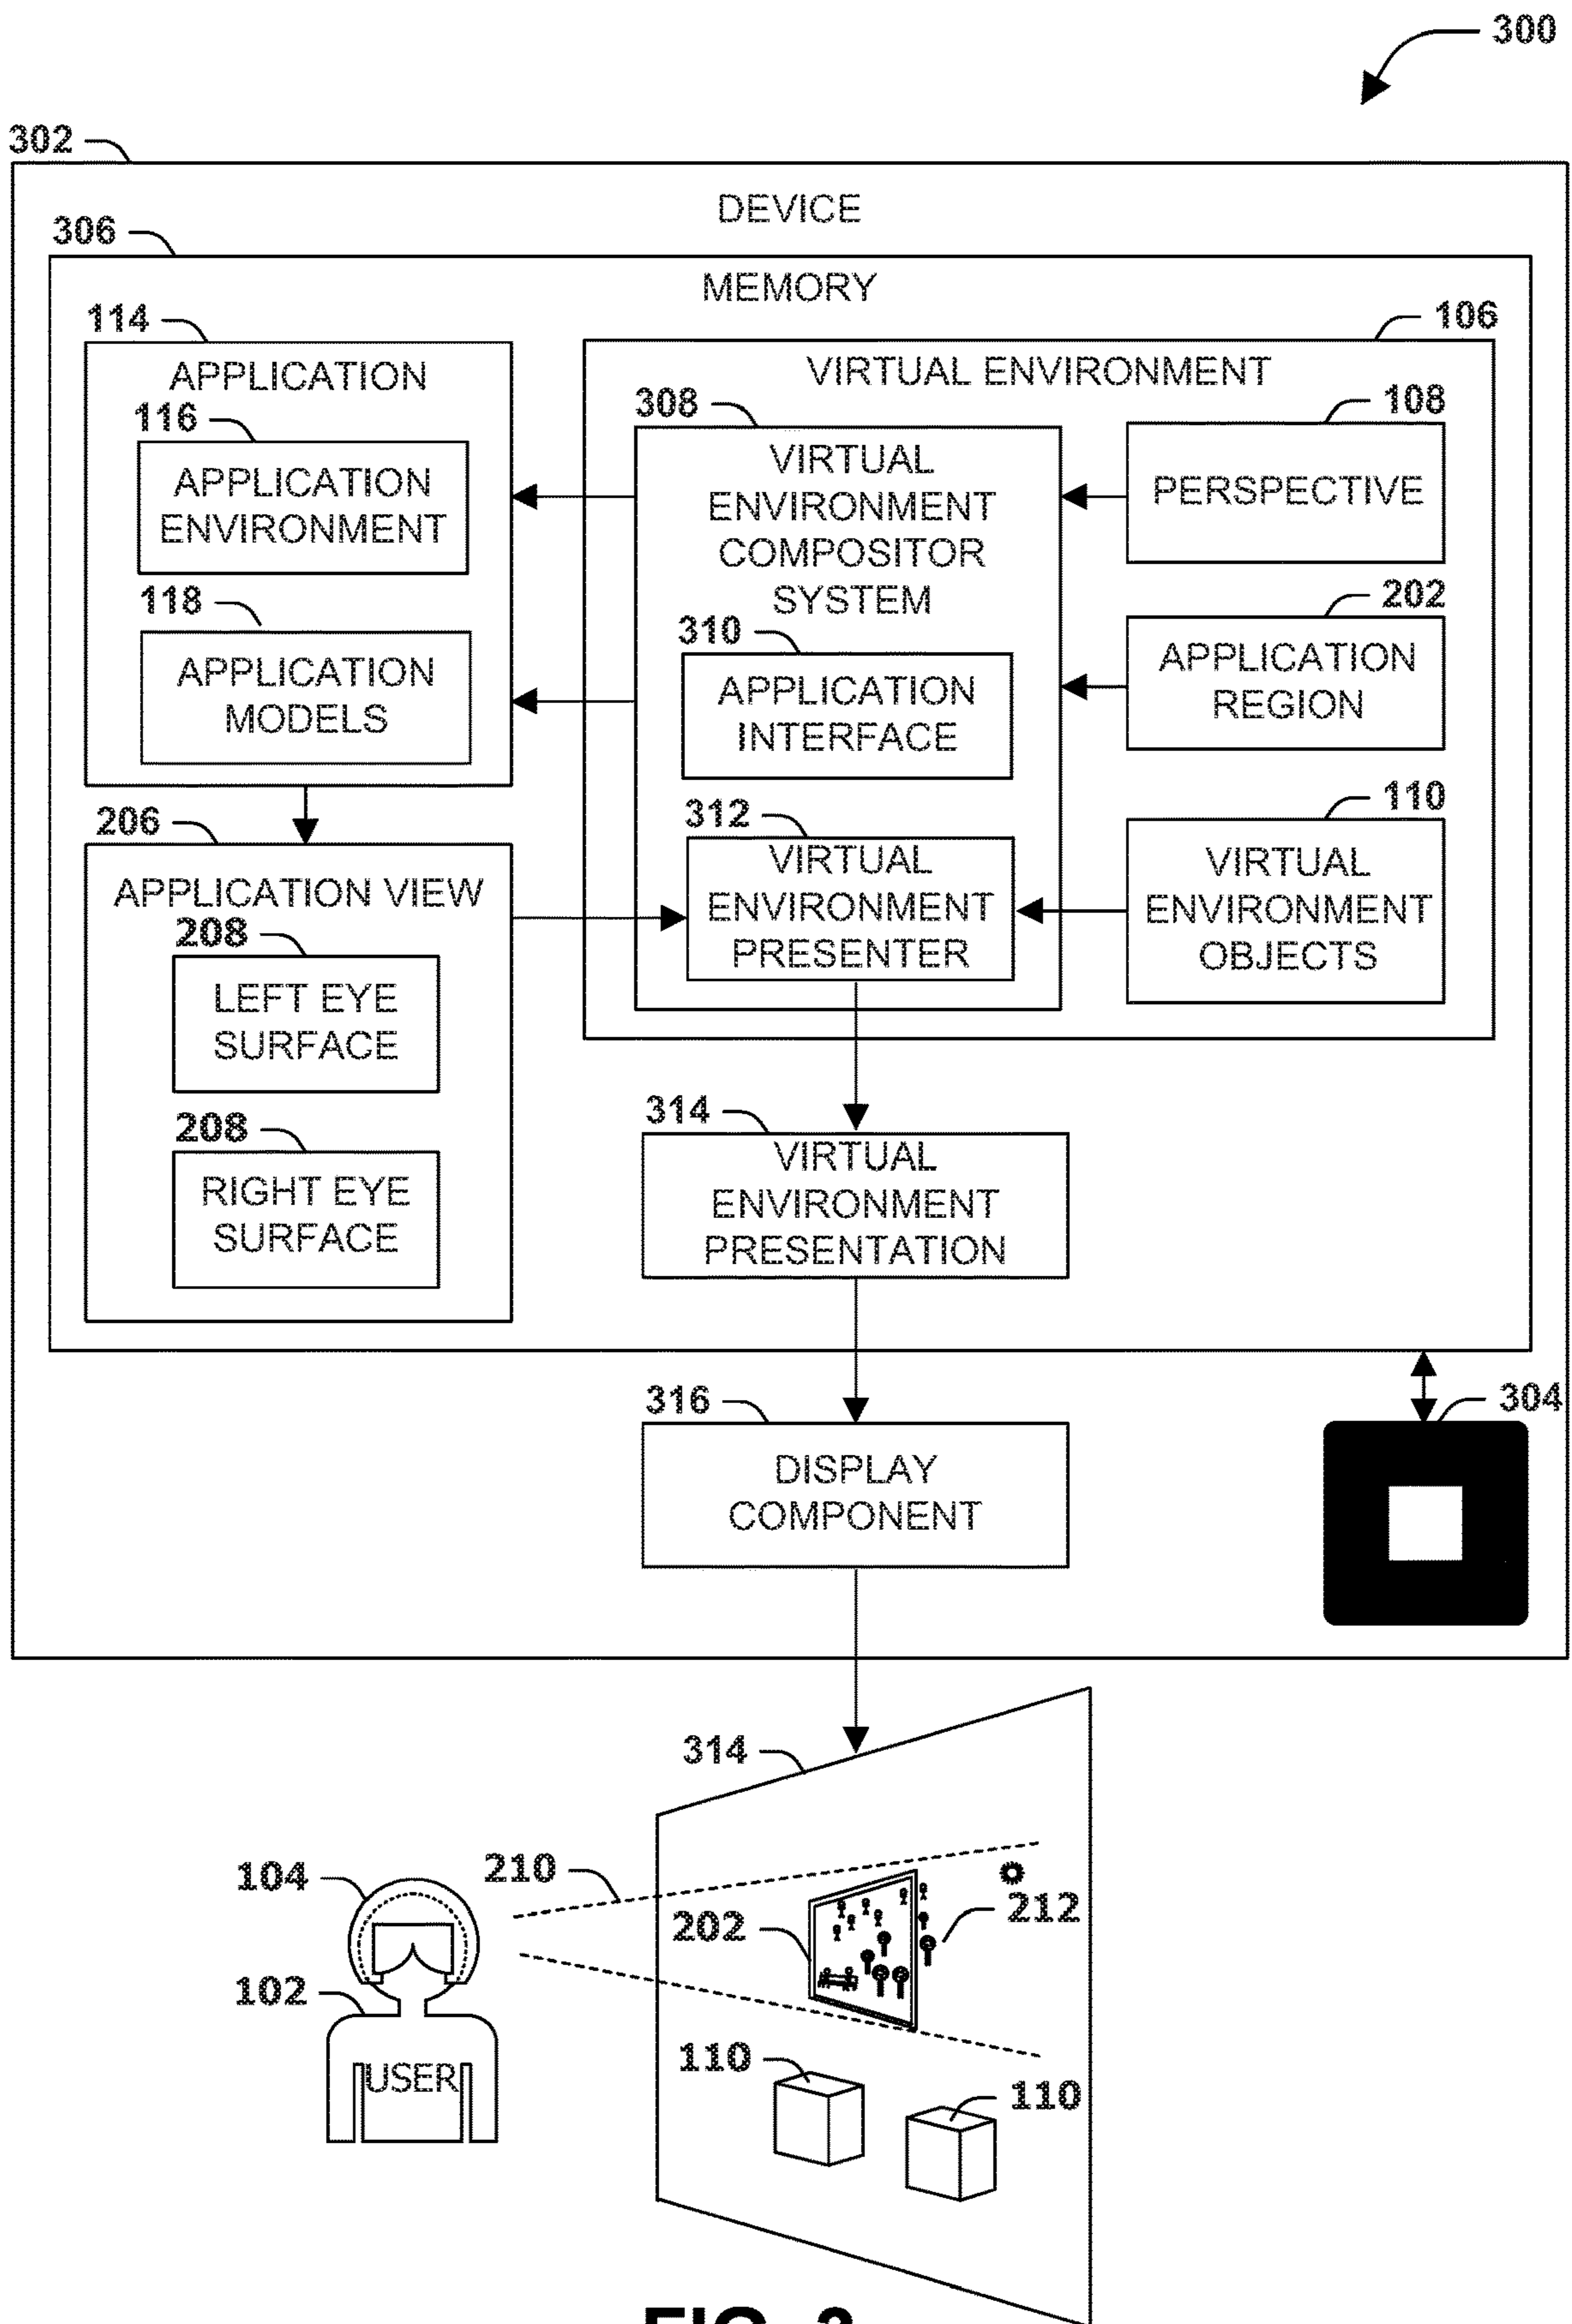 300
302
DEVICE
306
MEMORY
114
106
APPLICATION
VIRTUAL ENVIRONMENT
116
308
108
APPLICATION
ENVIRONMENT
VIRTUAL
ENVIRONMENT
COMPOSITOR
SYSTEM
PERSPECTIVE
118
310
202
APPLICATION
MODELS
APPLICATION
INTERFACE
APPLICATION
REGION
206
312
110
APPLICATION VIEW
VIRTUAL
ENVIRONMENT
PRESENTER
VIRTUAL
ENVIRONMENT
OBJECTS
208
LEFT EYE
SURFACE
208
RIGHT EYE
SURFACE
314
VIRTUAL
ENVIRONMENT
PRESENTATION
316
304
DISPLAY
COMPONENT
314
104
210
212
202
102
USER
110
110